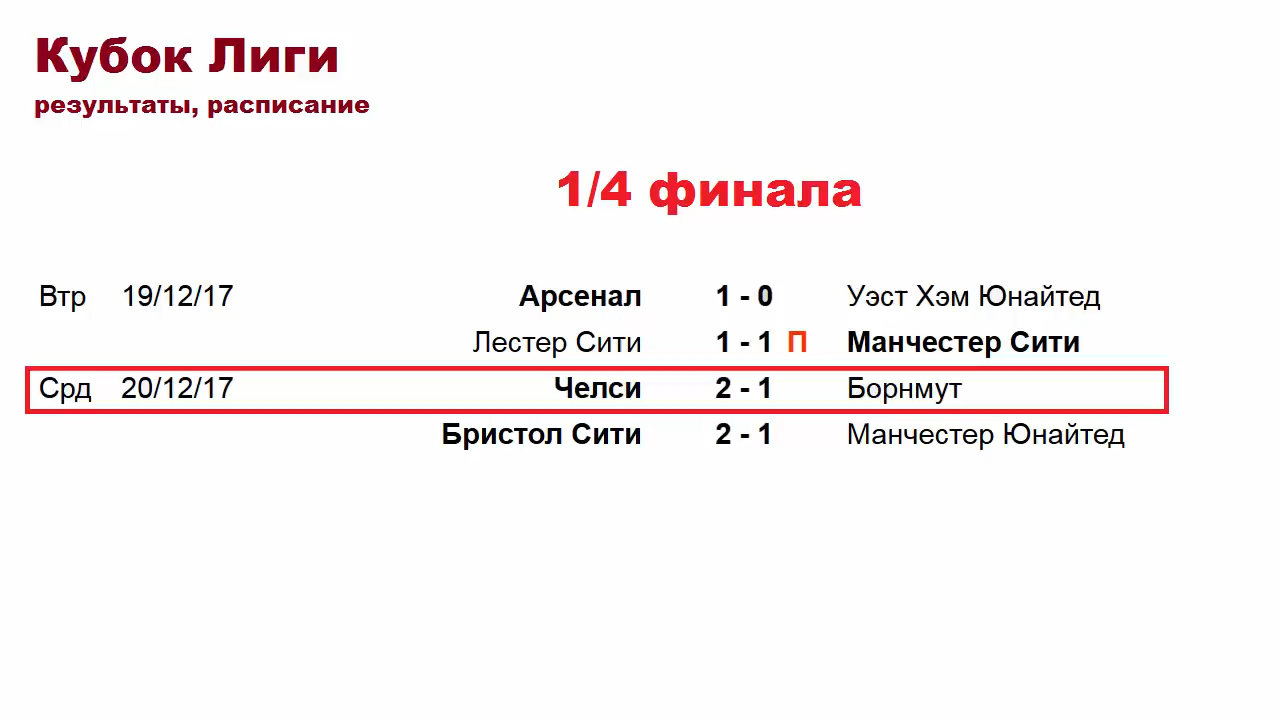 Кубок Лиги
результаты, расписание
1/4 финала
Втр 19/12/17 Арсенал 1 - 0 Уэст Хэм Юнайтед
Лестер Сити 1 - 1 П Манчестер Сити
Срд 20/12/17 Челси 2 - 1 Борнмут
Бристол Сити 2 - 1 Манчестер Юнайтед